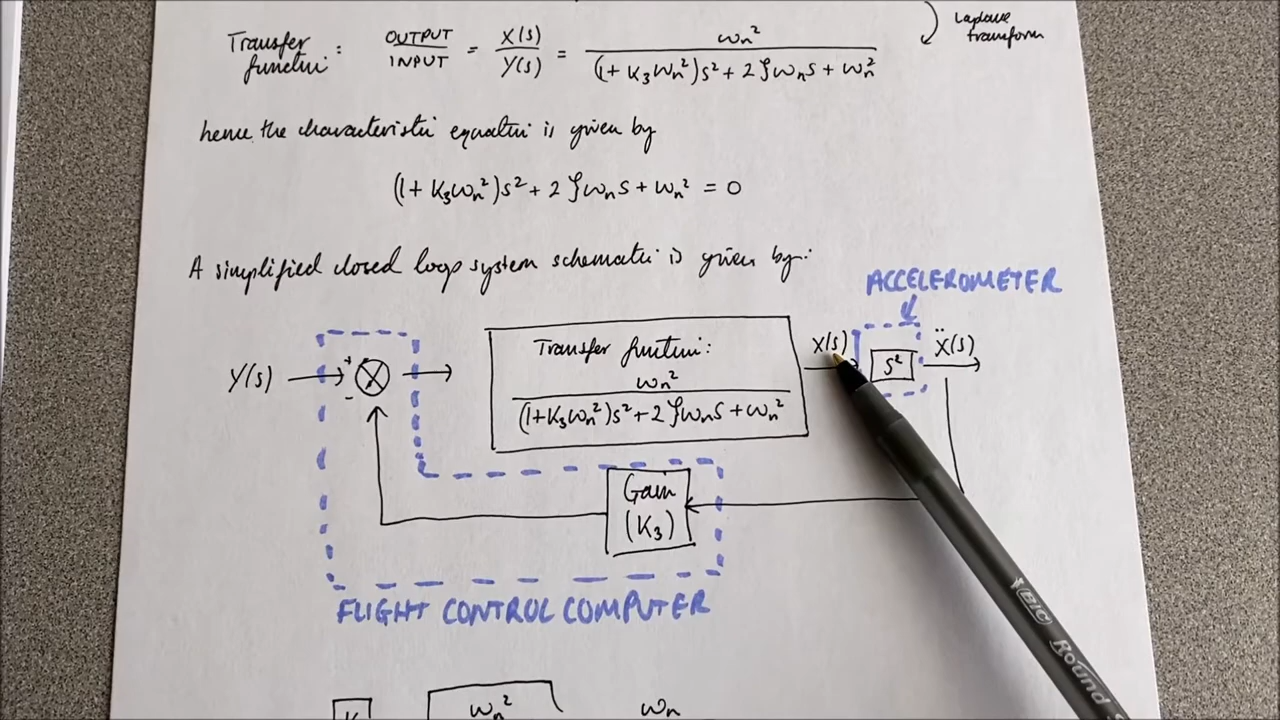 Laplace
transform
Transfer
function : OUTPUT/INPUT = X(s)/Y(s) = ωn²/((1+K₃ωn²)s²+2ζωns+ωn²)
hence the characteristic equation is given by
(1+K₃ωn²)s²+2ζωns+ωn² = 0
A simplified closed loop system schematic is given by:
ACCELEROMETER
Y(s)
+
-
Transfer function:
ωn²/((1+K₃ωn²)s²+2ζωns+ωn²)
X(s)
s²
Ẍ(s)
Gain
(K₃)
FLIGHT CONTROL COMPUTER
BIC
Round
ωn²
ωn